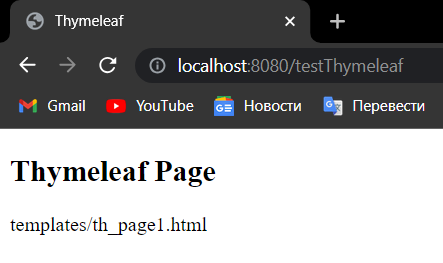 Thymeleaf
localhost:8080/testThymeleaf
Gmail YouTube Новости Перевести
Thymeleaf Page
templates/th_page1.html